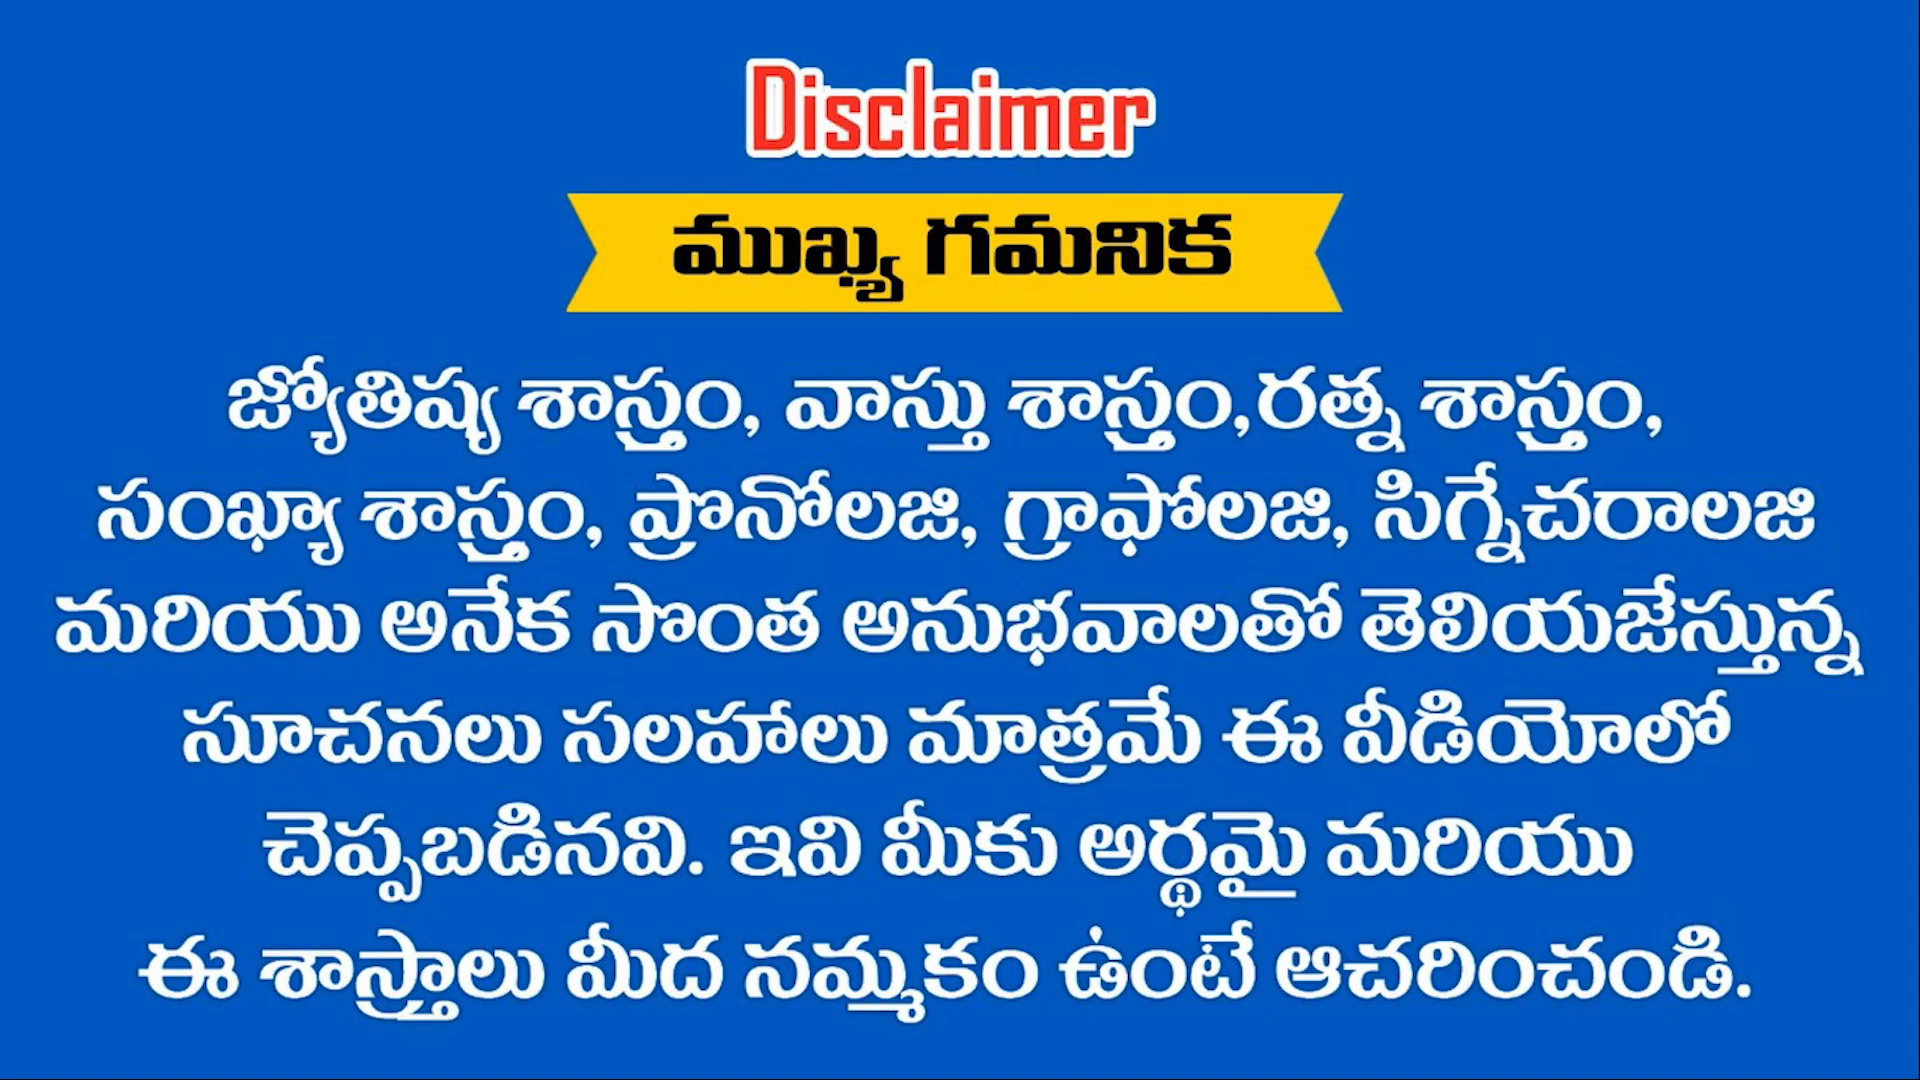 Disclaimer
ముఖ్య గమనిక
జ్యోతిష్య శాస్త్రం, వాస్తు శాస్త్రం,రత్న శాస్త్రం,
సంఖ్యా శాస్త్రం, ప్రొనోలజి, గ్రాఫోలజి, సిగ్నేచరాలజి
మరియు అనేక సొంత అనుభవాలతో తెలియజేస్తున్న
సూచనలు సలహాలు మాత్రమే ఈ వీడియోలో
చెప్పబడినవి. ఇవి మీకు అర్థమై మరియు
ఈ శాస్త్రాలు మీద నమ్మకం ఉంటే ఆచరించండి.